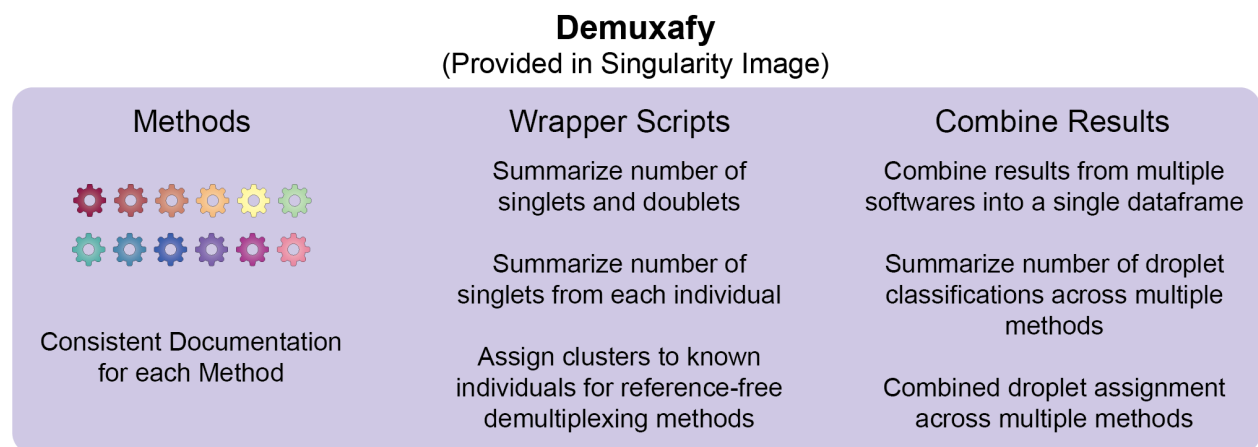 Demuxafy
(Provided in Singularity Image)
Methods
Consistent Documentation
for each Method
Wrapper Scripts
Summarize number of
singlets and doublets
Summarize number of
singlets from each individual
Assign clusters to known
individuals for reference-free
demultiplexing methods
Combine Results
Combine results from multiple
softwares into a single dataframe
Summarize number of droplet
classifications across multiple
methods
Combined droplet assignment
across multiple methods